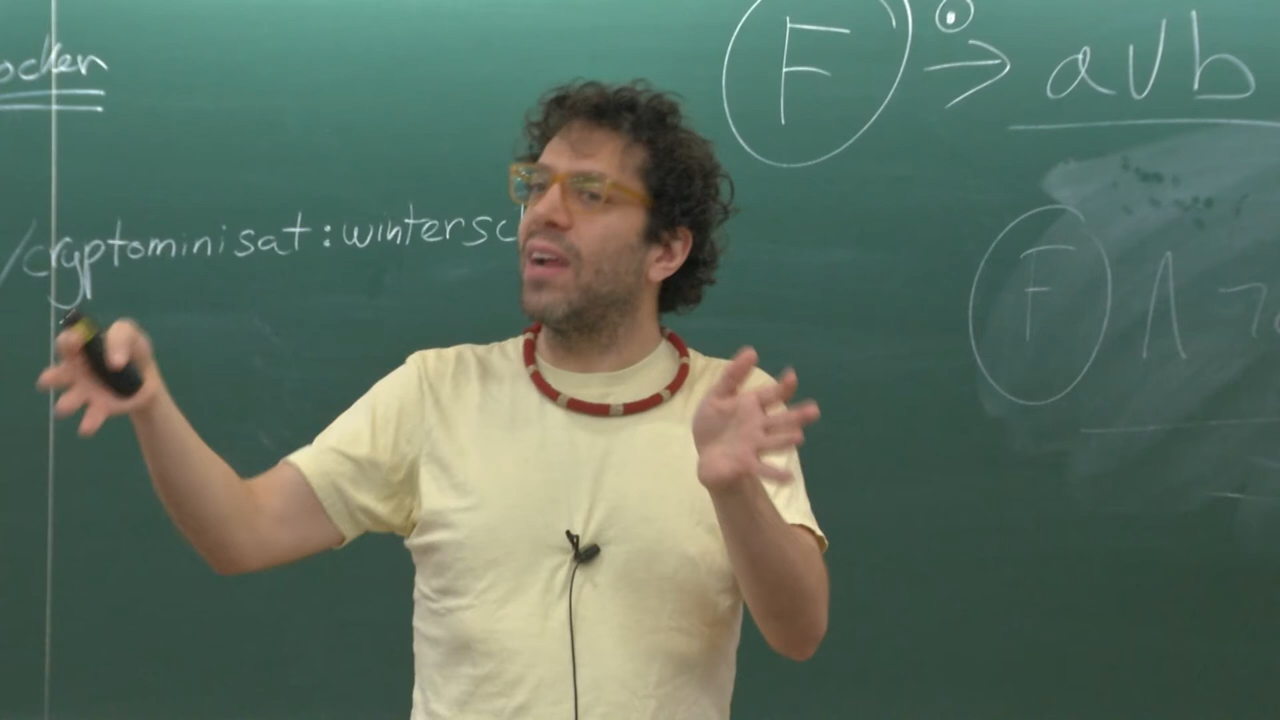 ocker
/cryptominisat:wintersc
F → a V b
F ∧ ¬